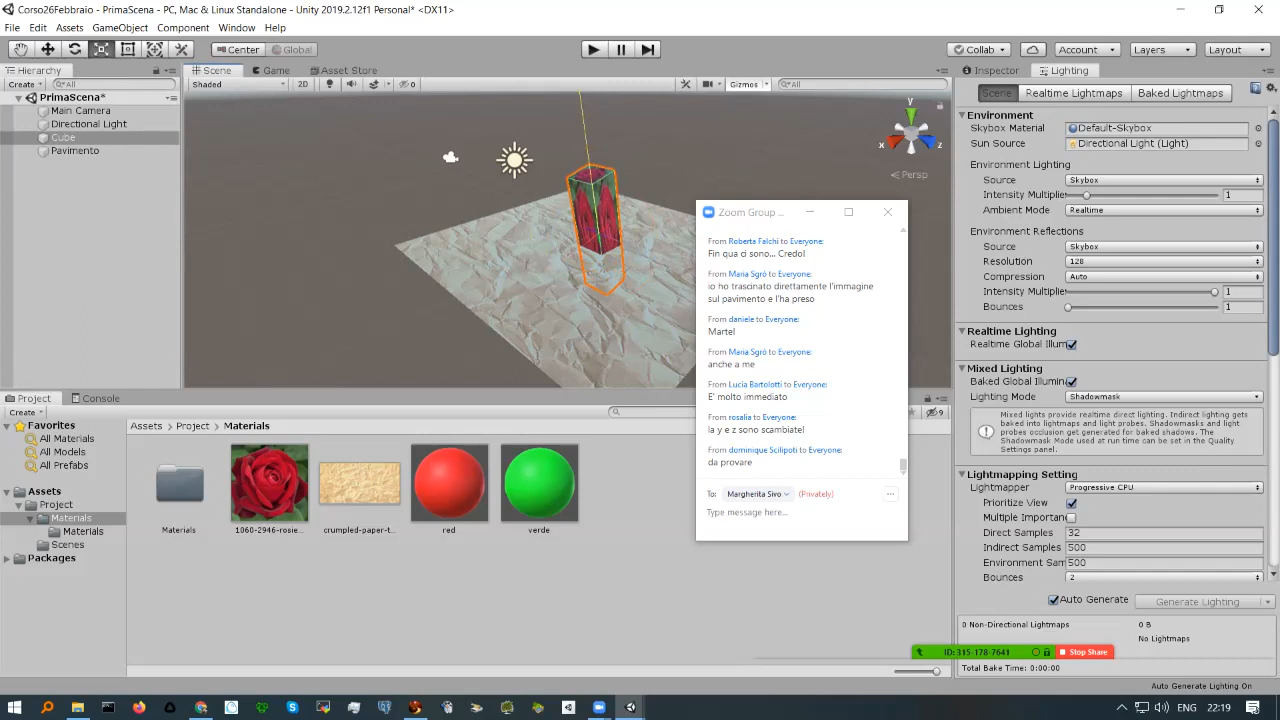 Corso26Febbraio - PrimaScena - PC, Mac & Linux Standalone - Unity 2019.2.12f1 Personal* <DX11>
File Edit Assets GameObject Component Window Help
Center Global
Collab Account Layers Layout
Hierarchy
Create All
PrimaScena*
Main Camera
Directional Light
Cube
Pavimento
Scene Game Asset Store
Shaded 2D 0 Gizmos All
y
x z
Persp
Zoom Group ...
From Roberta Falchi to Everyone:
Fin qua ci sono... Credo!
From Maria Sgrò to Everyone:
io ho trascinato direttamente l'immagine
sul pavimento e l'ha preso
From daniele to Everyone:
Marte!
From Maria Sgrò to Everyone:
anche a me
From Lucia Bartolotti to Everyone:
E' molto immediato
From rosalia to Everyone:
la y e z sono scambiate!
From dominique Scilipoti to Everyone:
da provare
To: Margherita Sivo (Privately)
Type message here...
Project Console
Create
9
Favorites
All Materials
All Models
All Prefabs
Assets
Project
Materials
Materials
Scenes
Packages
Assets Project Materials
Materials
1060-2946-rosie...
crumpled-paper-t...
red
verde
Inspector Lighting
Scene Realtime Lightmaps Baked Lightmaps
Environment
Skybox Material Default-Skybox
Sun Source Directional Light (Light)
Environment Lighting
Source Skybox
Intensity Multiplie 1
Ambient Mode Realtime
Environment Reflections
Source Skybox
Resolution 128
Compression Auto
Intensity Multiplie 1
Bounces 1
Realtime Lighting
Realtime Global Illum
Mixed Lighting
Baked Global Illumin
Lighting Mode Shadowmask
Mixed lights provide realtime direct lighting. Indirect lighting gets
baked into lightmaps and light probes. Shadowmasks and light
probes occlusion get generated for baked shadows. The
Shadowmask Mode used at run time can be set in the Quality
Settings panel.
Lightmapping Setting
Lightmapper Progressive CPU
Prioritize View
Multiple Importan
Direct Samples 32
Indirect Samples 500
Environment Sam 500
Bounces 2
Auto Generate Generate Lighting
0 Non-Directional Lightmaps 0 B
No Lightmaps
ID: 315-178-7641 Stop Share
Total Bake Time: 0:00:00
Auto Generate Lighting On
ENG 22:19